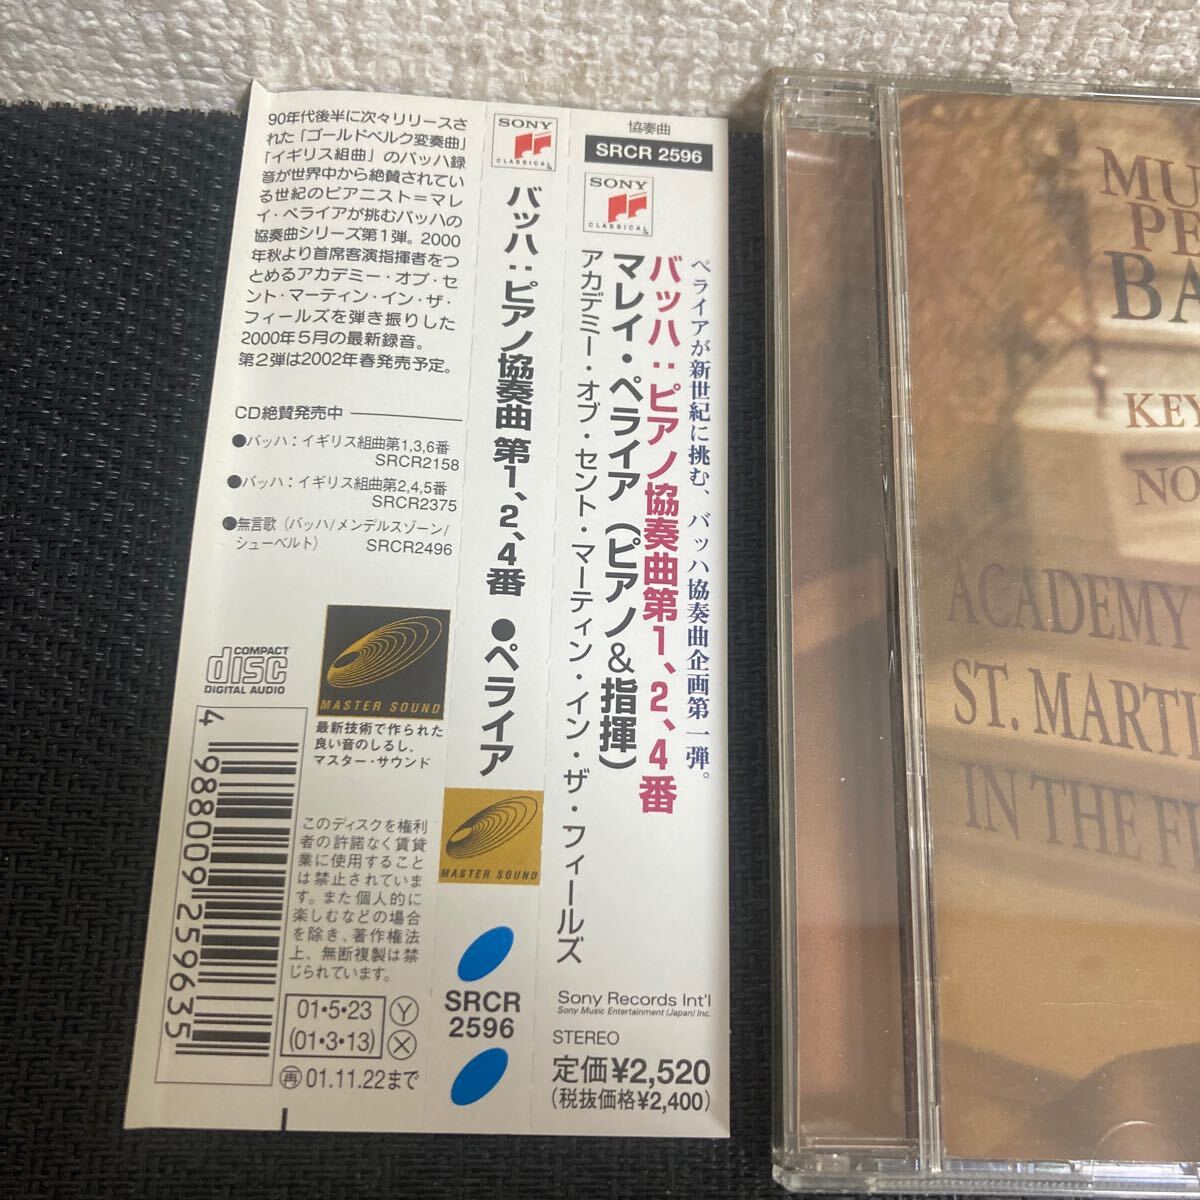 90年代後半に次々リリースさ
れた「ゴールドベルク変奏曲」
「イギリス組曲」のバッハ録
音が世界中から絶賛されてい
る世紀のピアニスト＝マレ
イ・ペライアが挑むバッハの
協奏曲シリーズ第1弾。2000
年秋より首席客演指揮者をつ
とめるアカデミー・オブ・セ
ント・マーティン・イン・ザ・
フィールズを弾き振りした
2000年5月の最新録音。
第2弾は2002年春発売予定。
CD絶賛発売中
●バッハ：イギリス組曲第1,3,6番
SRCR2158
●バッハ：イギリス組曲第2,4,5番
SRCR2375
●無言歌（バッハ/メンデルスゾーン/
シューベルト） SRCR2496
COMPACT
disc
DIGITAL AUDIO
MASTER SOUND
最新技術で作られた
良い音のしるし、
マスター・サウンド
4 988009 259635
このディスクを権利
者の許諾なく賃貸
業に使用すること
は禁止されていま
す。また個人的に
楽しむなどの場合
を除き、著作権法
上、無断複製は禁
じられています。
01・5・23 Ⓨ
(01・3・13) Ⓧ
㊢01.11.22まで
SONY
CLASSICAL
バッハ：ピアノ協奏曲 第1、2、4番 ●ペライア
MASTER SOUND
SRCR
2596
協奏曲
SRCR 2596
SONY
CLASSICAL
ペライアが新世紀に挑む、バッハ協奏曲企画第一弾。
バッハ：ピアノ協奏曲第1、2、4番
マレイ・ペライア（ピアノ＆指揮）
アカデミー・オブ・セント・マーティン・イン・ザ・フィールズ
Sony Records Int'l
Sony Music Entertainment (Japan) Inc.
STEREO
定価¥2,520
（税抜価格¥2,400）
MU
PE
BA
KEY
NO
ACADEMY
ST. MARTI
IN THE FI